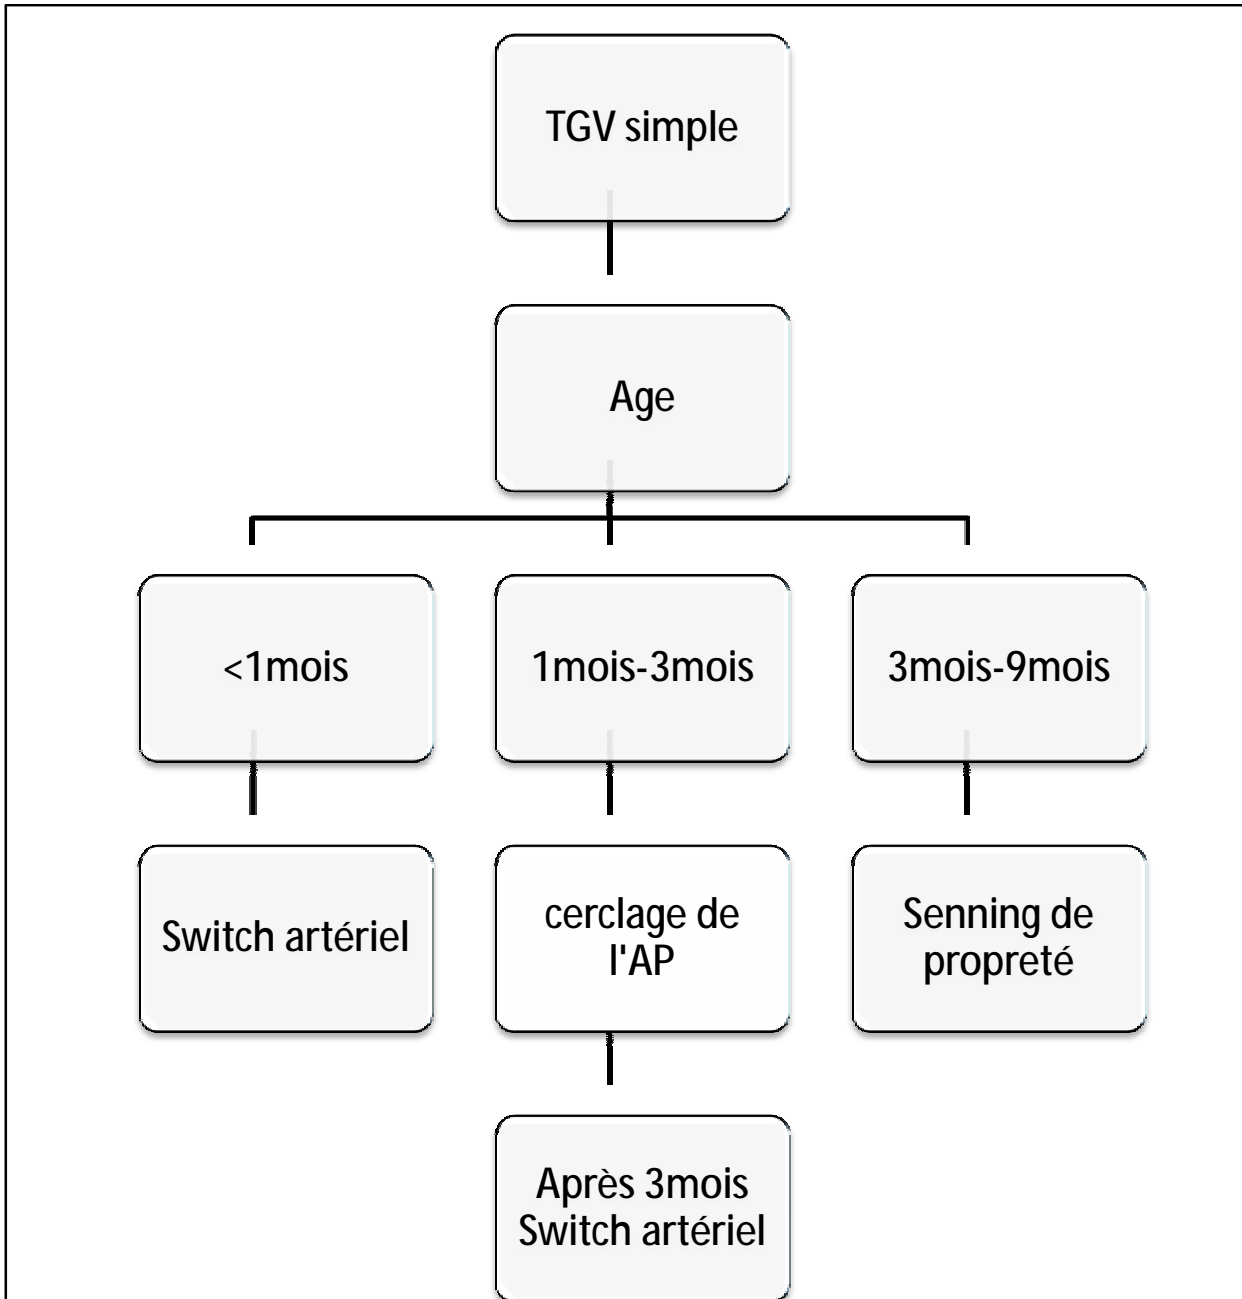 TGV simple
Age
<1mois
1mois-3mois
3mois-9mois
Switch artériel
cerclage de
l'AP
Senning de
propreté
Après 3mois
Switch artériel